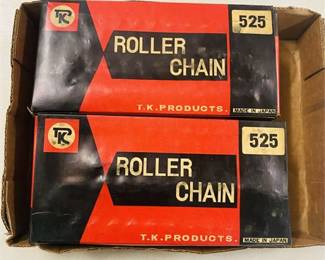 TK
525
ROLLER
CHAIN
T.K.PRODUCTS.
MADE IN JAPAN
TK
525
ROLLER
CHAIN
T.K.PRODUCTS.
MADE IN JAPAN